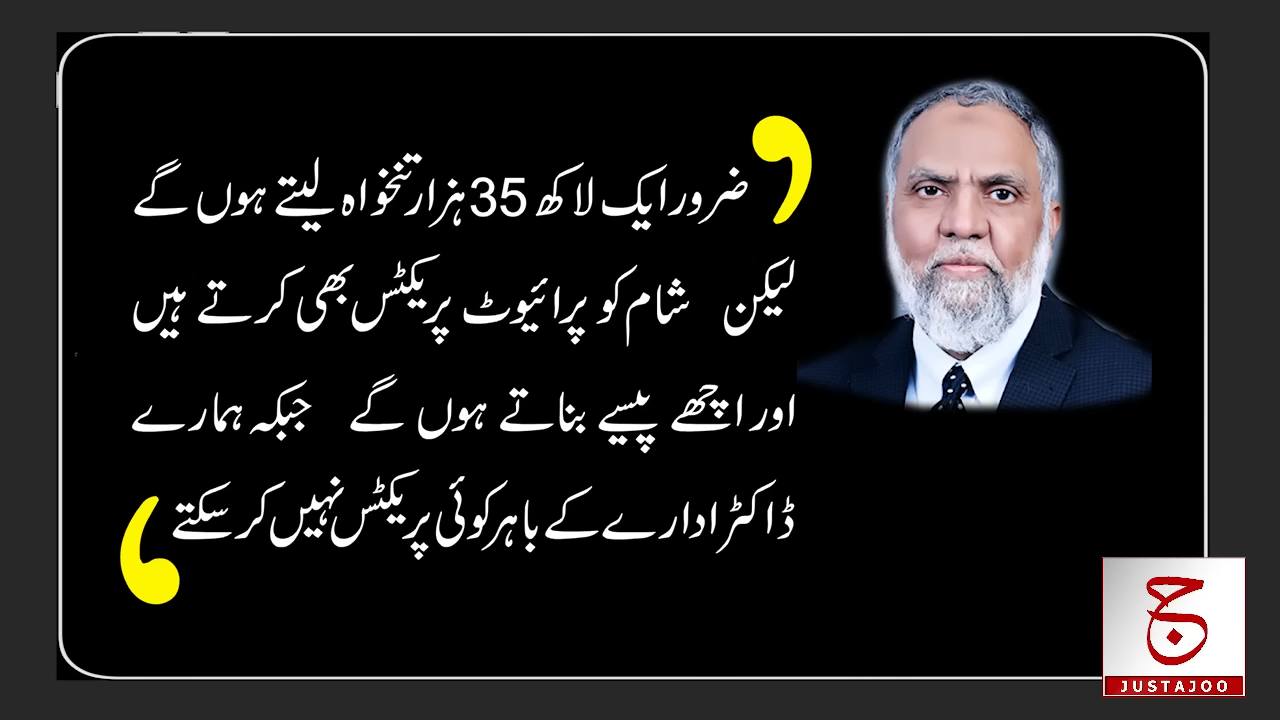 ضرور ایک لاکھ 35 ہزار تنخواہ لیتے ہوں گے
لیکن شام کو پرائیوٹ پریکٹس بھی کرتے ہیں
اور اچھے پیسے بناتے ہوں گے جبکہ ہمارے
ڈاکٹر ادارے کے باہر کوئی پریکٹس نہیں کر سکتے
ج
JUSTAJOO